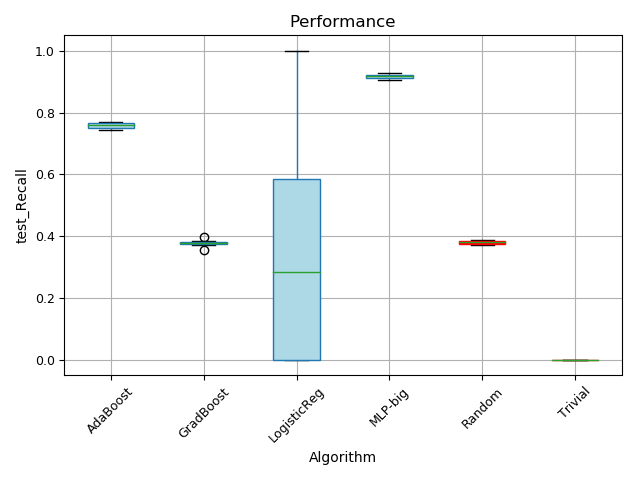 Performance
1.0
0.8
0.6
0.4
0.2
0.0
test_Recall
AdaBoost
GradBoost
LogisticReg
MLP-big
Random
Trivial
Algorithm